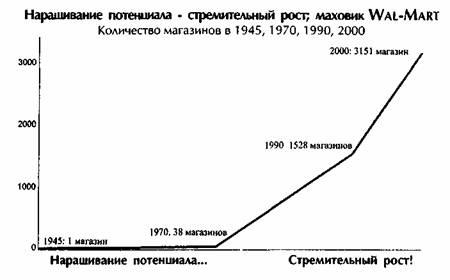 Наращивание потенциала - стремительный рост; маховик WAL-MART
Количество магазинов в 1945, 1970, 1990, 2000
3000
2000: 3151 магазин
2000
1990 1528 магазинов
1000
1970, 38 магазинов
1945: 1 магазин
0
Наращивание потенциала...
Стремительный рост!